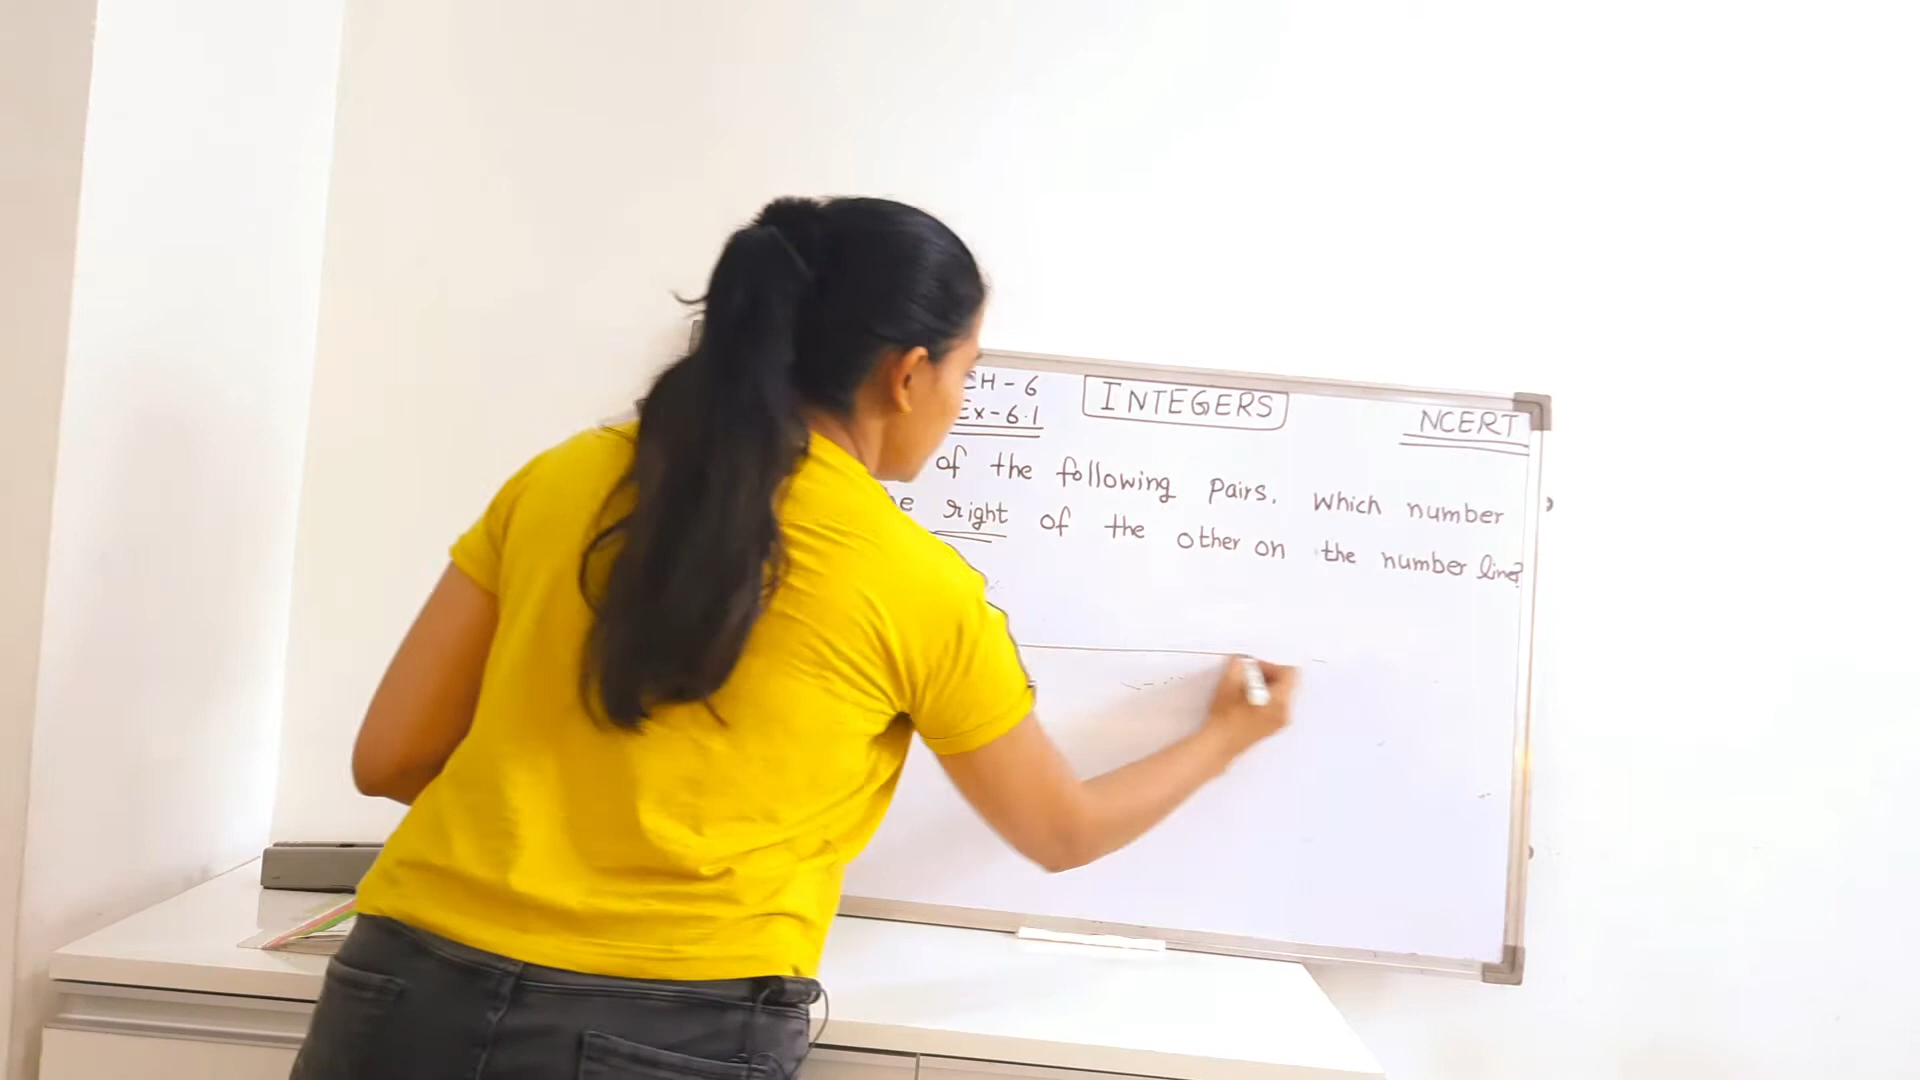 CH - 6
INTEGERS
NCERT
Ex - 6.1
of the following pairs. Which number
right of the other on the number line?